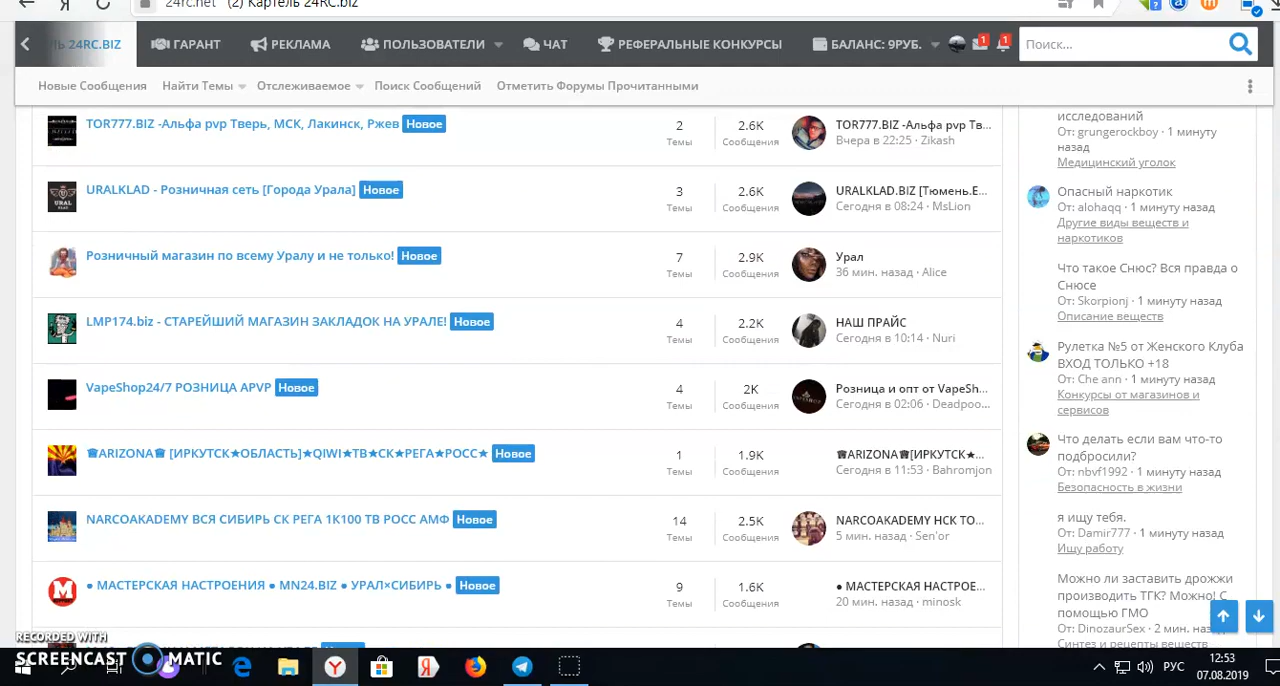 24rc.net (2) Картель 24RC.biz
ЛЬ 24RC.BIZ
ГАРАНТ
РЕКЛАМА
ПОЛЬЗОВАТЕЛИ
ЧАТ
РЕФЕРАЛЬНЫЕ КОНКУРСЫ
БАЛАНС: 9РУБ.
1
1
Поиск...
Новые Сообщения
Найти Темы
Отслеживаемое
Поиск Сообщений
Отметить Форумы Прочитанными
TOR777.BIZ -Альфа pvp Тверь, МСК, Лакинск, Ржев Новое
2
Темы
2.6K
Сообщения
TOR777.BIZ -Альфа pvp Тв...
Вчера в 22:25 · Zikash
URALKLAD - Розничная сеть [Города Урала] Новое
3
Темы
2.6K
Сообщения
URALKLAD.BIZ [Тюмень.Е...
Сегодня в 08:24 · MsLion
Розничный магазин по всему Уралу и не только! Новое
7
Темы
2.9K
Сообщения
Урал
36 мин. назад · Alice
LMP174.biz - СТАРЕЙШИЙ МАГАЗИН ЗАКЛАДОК НА УРАЛЕ! Новое
4
Темы
2.2K
Сообщения
НАШ ПРАЙС
Сегодня в 10:14 · Nuri
VapeShop24/7 РОЗНИЦА APVP Новое
4
Темы
2K
Сообщения
Розница и опт от VapeSh...
Сегодня в 02:06 · Deadpoo...
♛ARIZONA♛ [ИРКУТСК★ОБЛАСТЬ]★QIWI★ТВ★СК★РЕГА★РОСС★ Новое
1
Темы
1.9K
Сообщения
♛ARIZONA♛[ИРКУТСК★...
Сегодня в 11:53 · Bahromjon
NARCOAKADEMY ВСЯ СИБИРЬ СК РЕГА 1К100 ТВ РОСС АМФ Новое
14
Темы
2.5K
Сообщения
NARCOAKADEMY НСК ТО...
5 мин. назад · Sen'or
● МАСТЕРСКАЯ НАСТРОЕНИЯ ● MN24.BIZ ● УРАЛ×СИБИРЬ ● Новое
9
Темы
1.6K
Сообщения
● МАСТЕРСКАЯ НАСТРОЕ...
20 мин. назад · minosk
исследований
От: grungerockboy · 1 минуту
назад
Медицинский уголок
Опасный наркотик
От: alohaqq · 1 минуту назад
Другие виды веществ и
наркотиков
Что такое Снюс? Вся правда о
Снюсе
От: Skorpionj · 1 минуту назад
Описание веществ
Рулетка №5 от Женского Клуба
ВХОД ТОЛЬКО +18
От: Che ann · 1 минуту назад
Конкурсы от магазинов и
сервисов
Что делать если вам что-то
подбросили?
От: nbvf1992 · 1 минуту назад
Безопасность в жизни
я ищу тебя.
От: Damir777 · 1 минуту назад
Ищу работу
Можно ли заставить дрожжи
производить ТГК? Можно! С
помощью ГМО
От: DinozaurSex · 2 мин. наз
Синтез и рецепты веществ
RECORDED WITH
SCREENCAST MATIC
РУС
12:53
07.08.2019